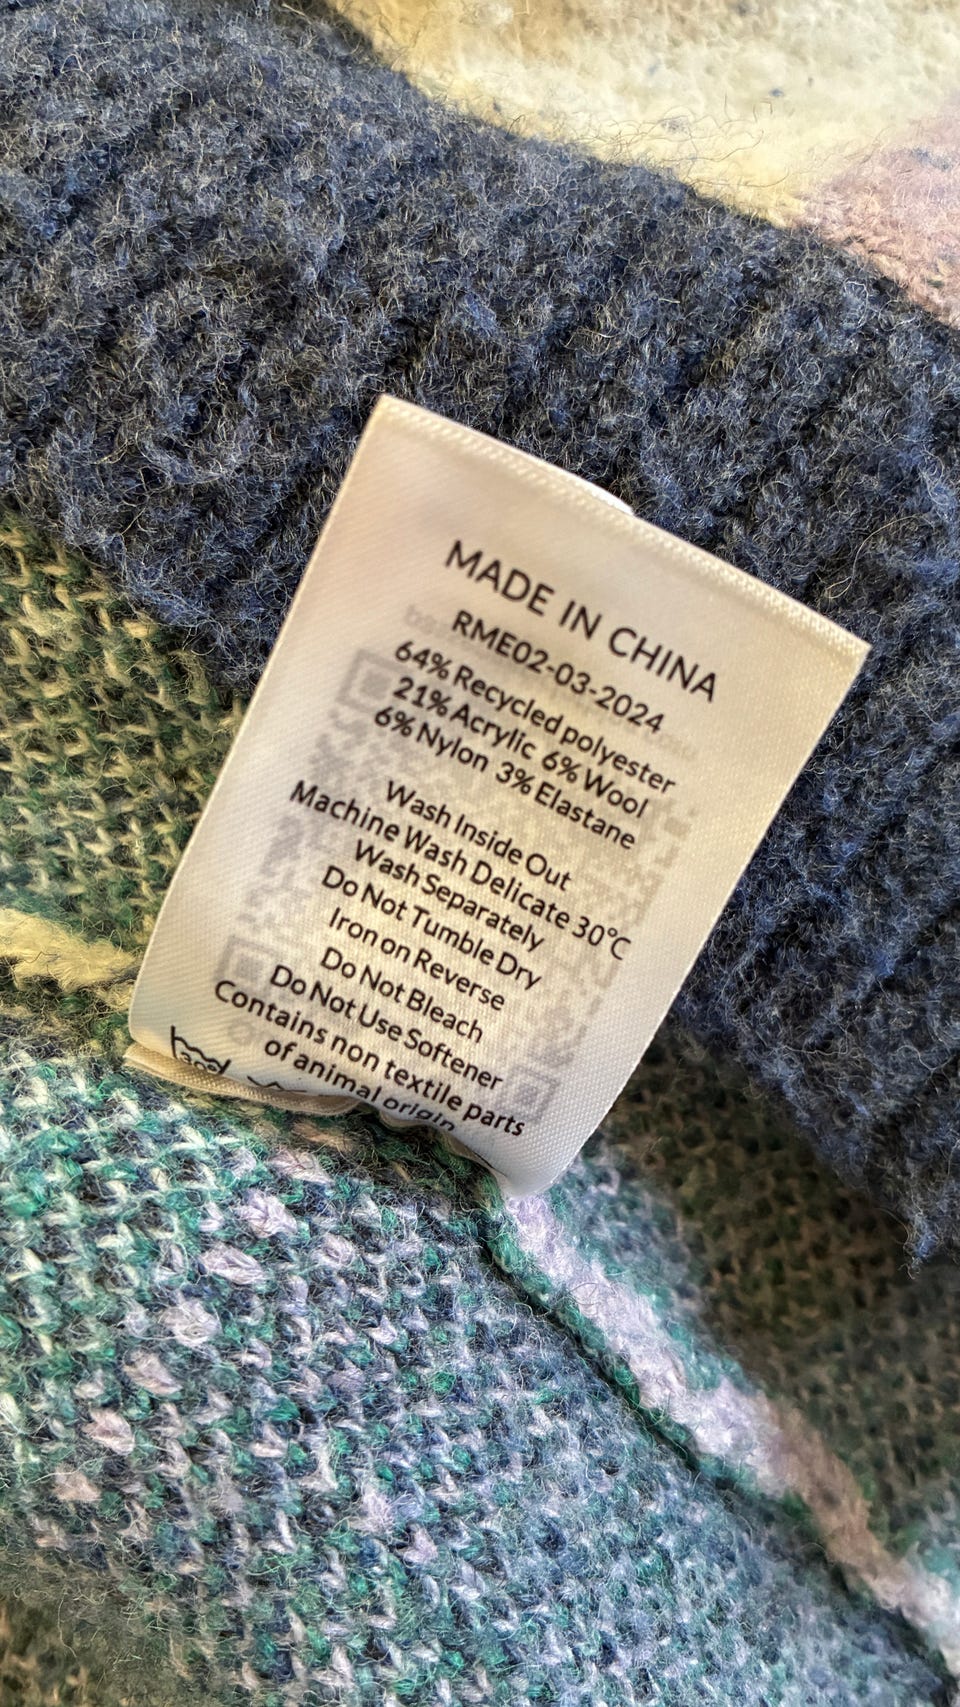 MADE IN CHINA
RME02-03-2024
64% Recycled polyester
21% Acrylic 6% Wool
6% Nylon 3% Elastane
Wash Inside Out
Machine Wash Delicate 30°C
Wash Separately
Do Not Tumble Dry
Iron on Reverse
Do Not Bleach
Do Not Use Softener
Contains non textile parts
of animal origin